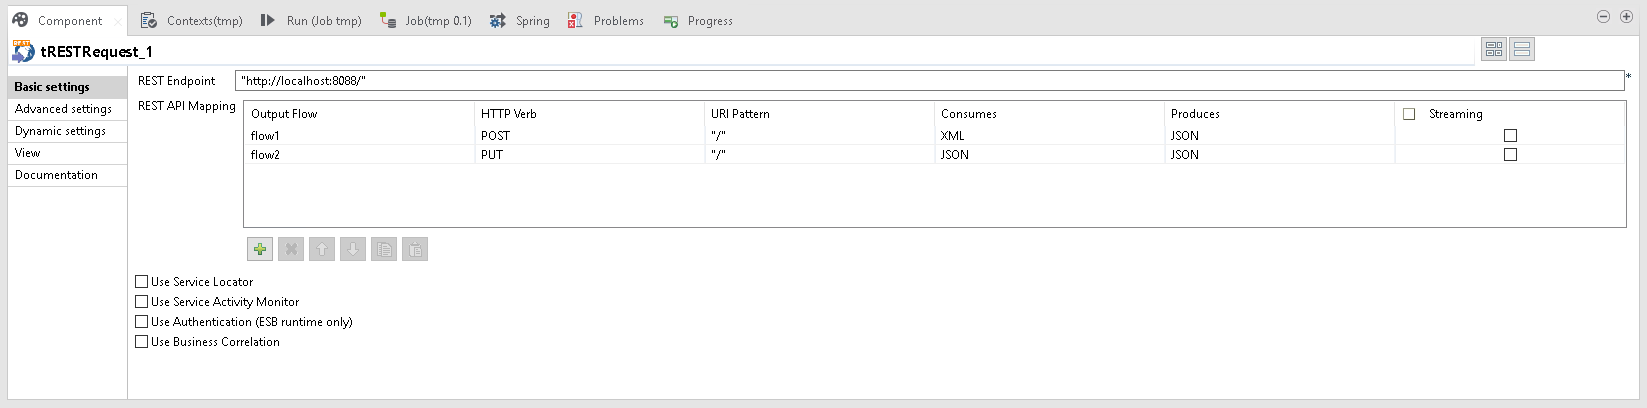 Component Contexts(tmp) Run (Job tmp) Job(tmp 0.1) Spring Problems Progress
REST tRESTRequest_1
Basic settings
Advanced settings
Dynamic settings
View
Documentation
REST Endpoint "http://localhost:8088/" *
REST API Mapping
Output Flow HTTP Verb URI Pattern Consumes Produces Streaming
flow1 POST "/" XML JSON
flow2 PUT "/" JSON JSON
Use Service Locator
Use Service Activity Monitor
Use Authentication (ESB runtime only)
Use Business Correlation